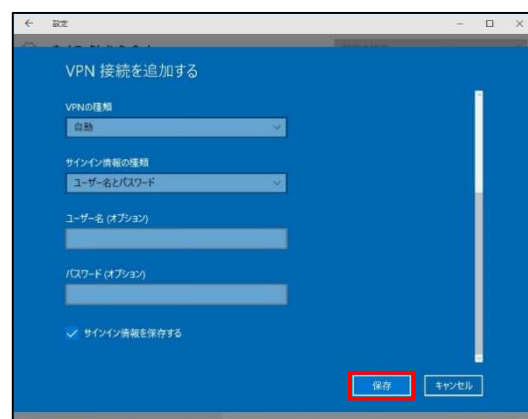 設定
VPN 接続を追加する
VPNの種類
自動
サインイン情報の種類
ユーザー名とパスワード
ユーザー名 (オプション)
パスワード (オプション)
サインイン情報を保存する
保存
キャンセル